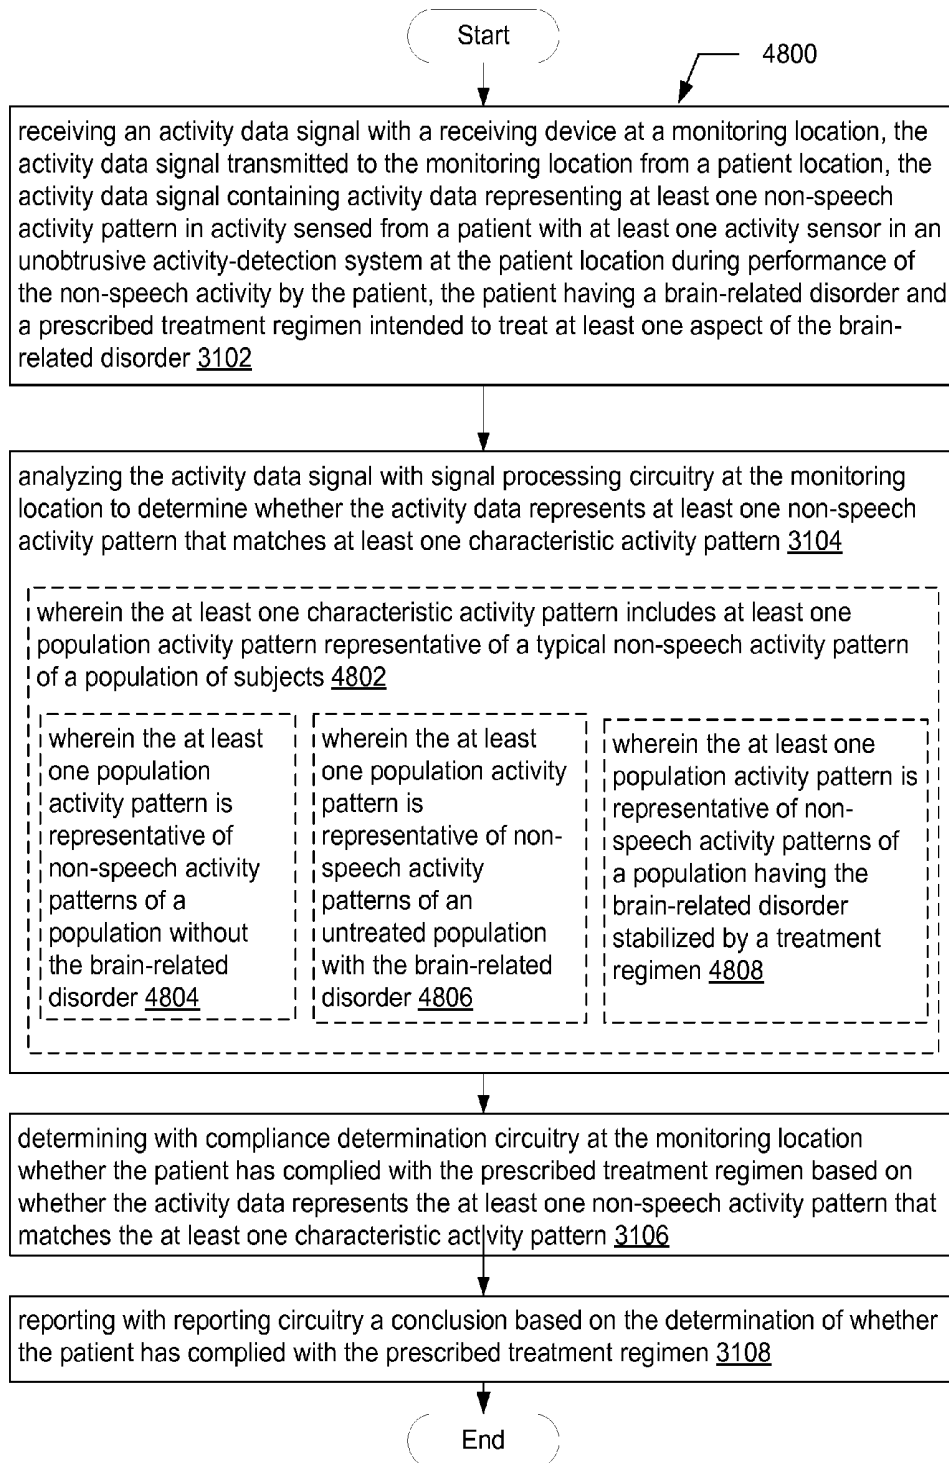 Start
4800
receiving an activity data signal with a receiving device at a monitoring location, the
activity data signal transmitted to the monitoring location from a patient location, the
activity data signal containing activity data representing at least one non-speech
activity pattern in activity sensed from a patient with at least one activity sensor in an
unobtrusive activity-detection system at the patient location during performance of
the non-speech activity by the patient, the patient having a brain-related disorder and
a prescribed treatment regimen intended to treat at least one aspect of the brain-
related disorder 3102
analyzing the activity data signal with signal processing circuitry at the monitoring
location to determine whether the activity data represents at least one non-speech
activity pattern that matches at least one characteristic activity pattern 3104
wherein the at least one characteristic activity pattern includes at least one
population activity pattern representative of a typical non-speech activity pattern
of a population of subjects 4802
wherein the at least
one population
activity pattern is
representative of
non-speech activity
patterns of a
population without
the brain-related
disorder 4804
wherein the at least
one population activity
pattern is
representative of non-
speech activity
patterns of an
untreated population
with the brain-related
disorder 4806
wherein the at least one
population activity pattern is
representative of non-
speech activity patterns of
a population having the
brain-related disorder
stabilized by a treatment
regimen 4808
determining with compliance determination circuitry at the monitoring location
whether the patient has complied with the prescribed treatment regimen based on
whether the activity data represents the at least one non-speech activity pattern that
matches the at least one characteristic activity pattern 3106
reporting with reporting circuitry a conclusion based on the determination of whether
the patient has complied with the prescribed treatment regimen 3108
End